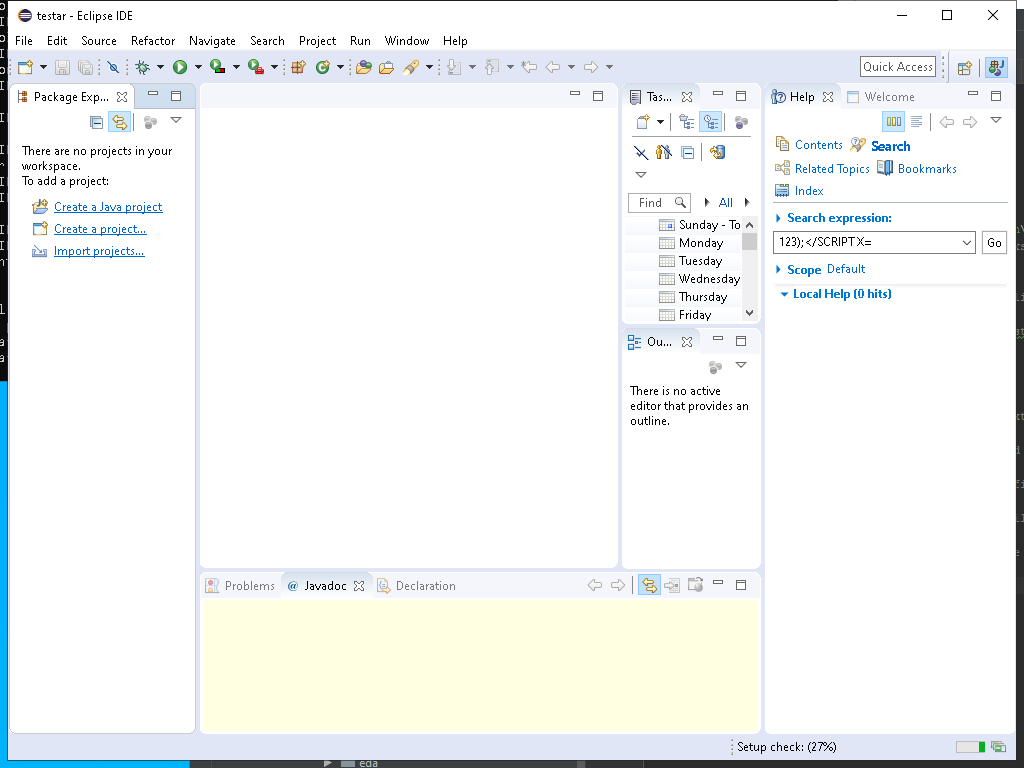 testar - Eclipse IDE
File Edit Source Refactor Navigate Search Project Run Window Help
Quick Access
Package Exp...
There are no projects in your
workspace.
To add a project:
Create a Java project
Create a project...
Import projects...
Tas...
Find
All
Sunday - To
Monday
Tuesday
Wednesday
Thursday
Friday
Ou...
There is no active
editor that provides an
outline.
Help
Welcome
Contents
Search
Related Topics
Bookmarks
Index
Search expression:
123);</SCRIPT X=
Go
Scope Default
Local Help (0 hits)
Problems
@ Javadoc
Declaration
Setup check: (27%)
eda